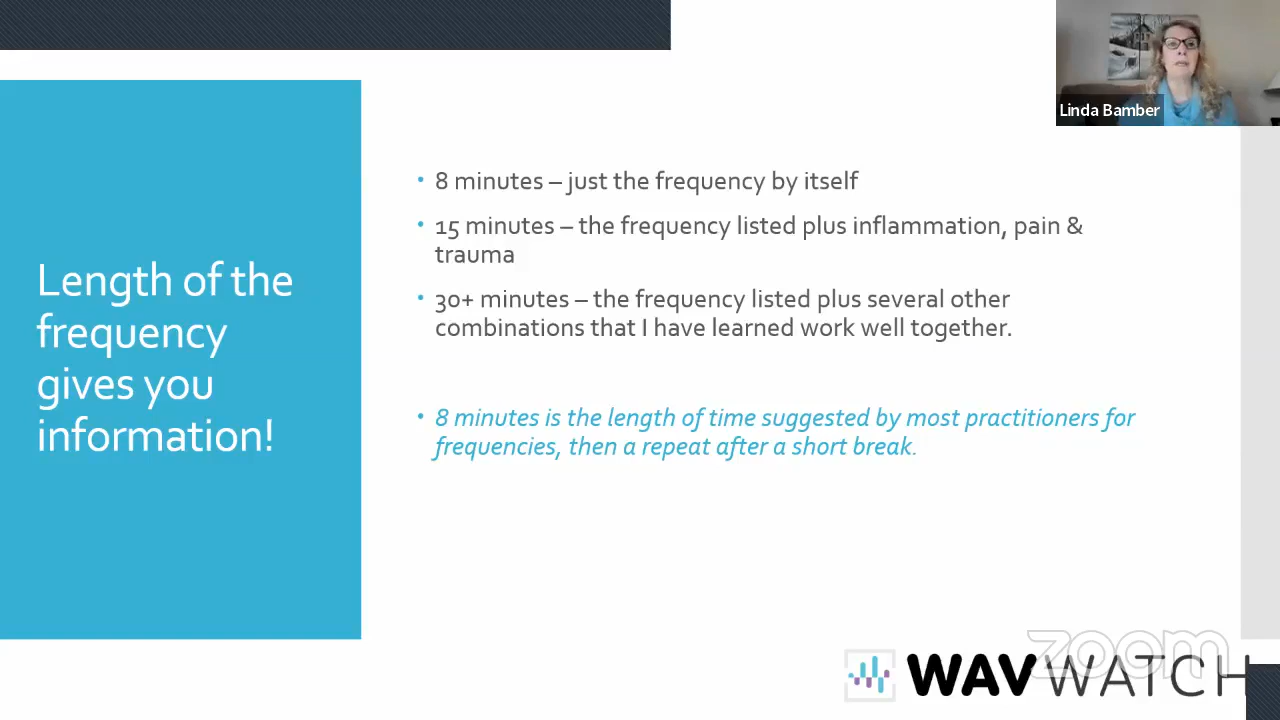 Linda Bamber
Length of the
frequency
gives you
information!
• 8 minutes – just the frequency by itself
• 15 minutes – the frequency listed plus inflammation, pain &
trauma
• 30+ minutes – the frequency listed plus several other
combinations that I have learned work well together.
• 8 minutes is the length of time suggested by most practitioners for
frequencies, then a repeat after a short break.
zoom
WAVWATCH